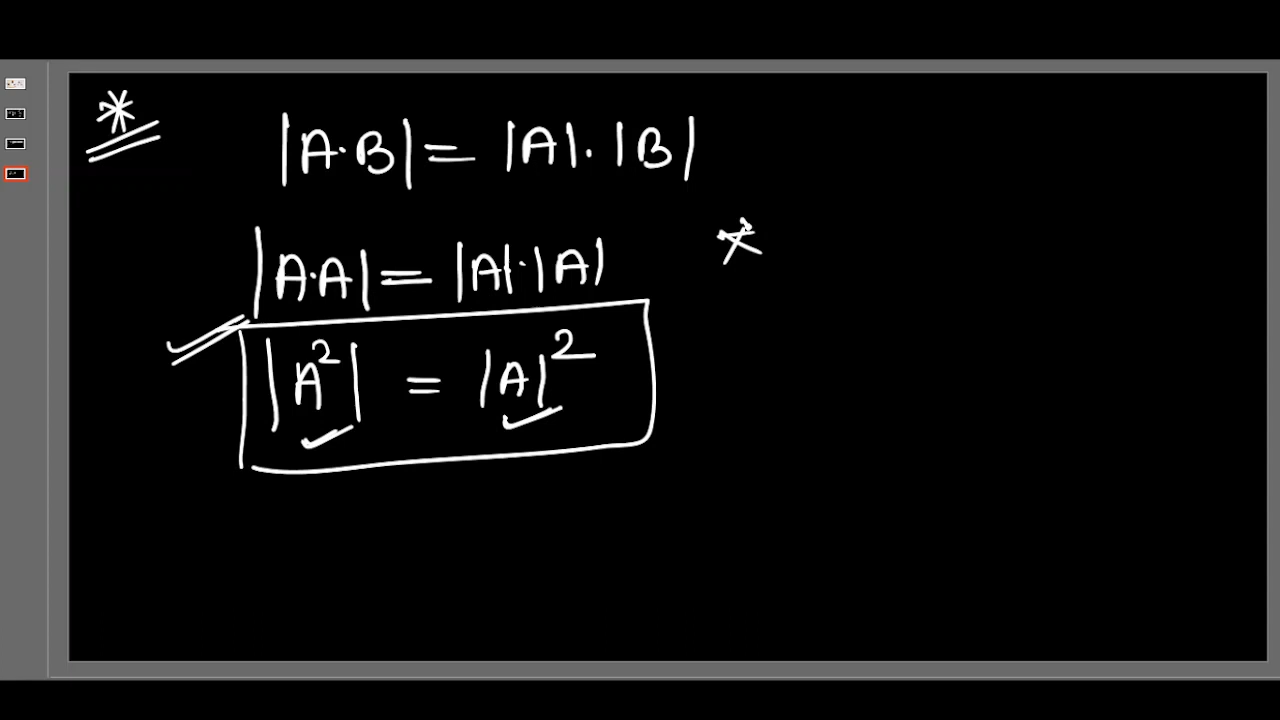 * |A·B| = |A|·|B|
|A·A| = |A|·|A| *
|A²| = |A|²